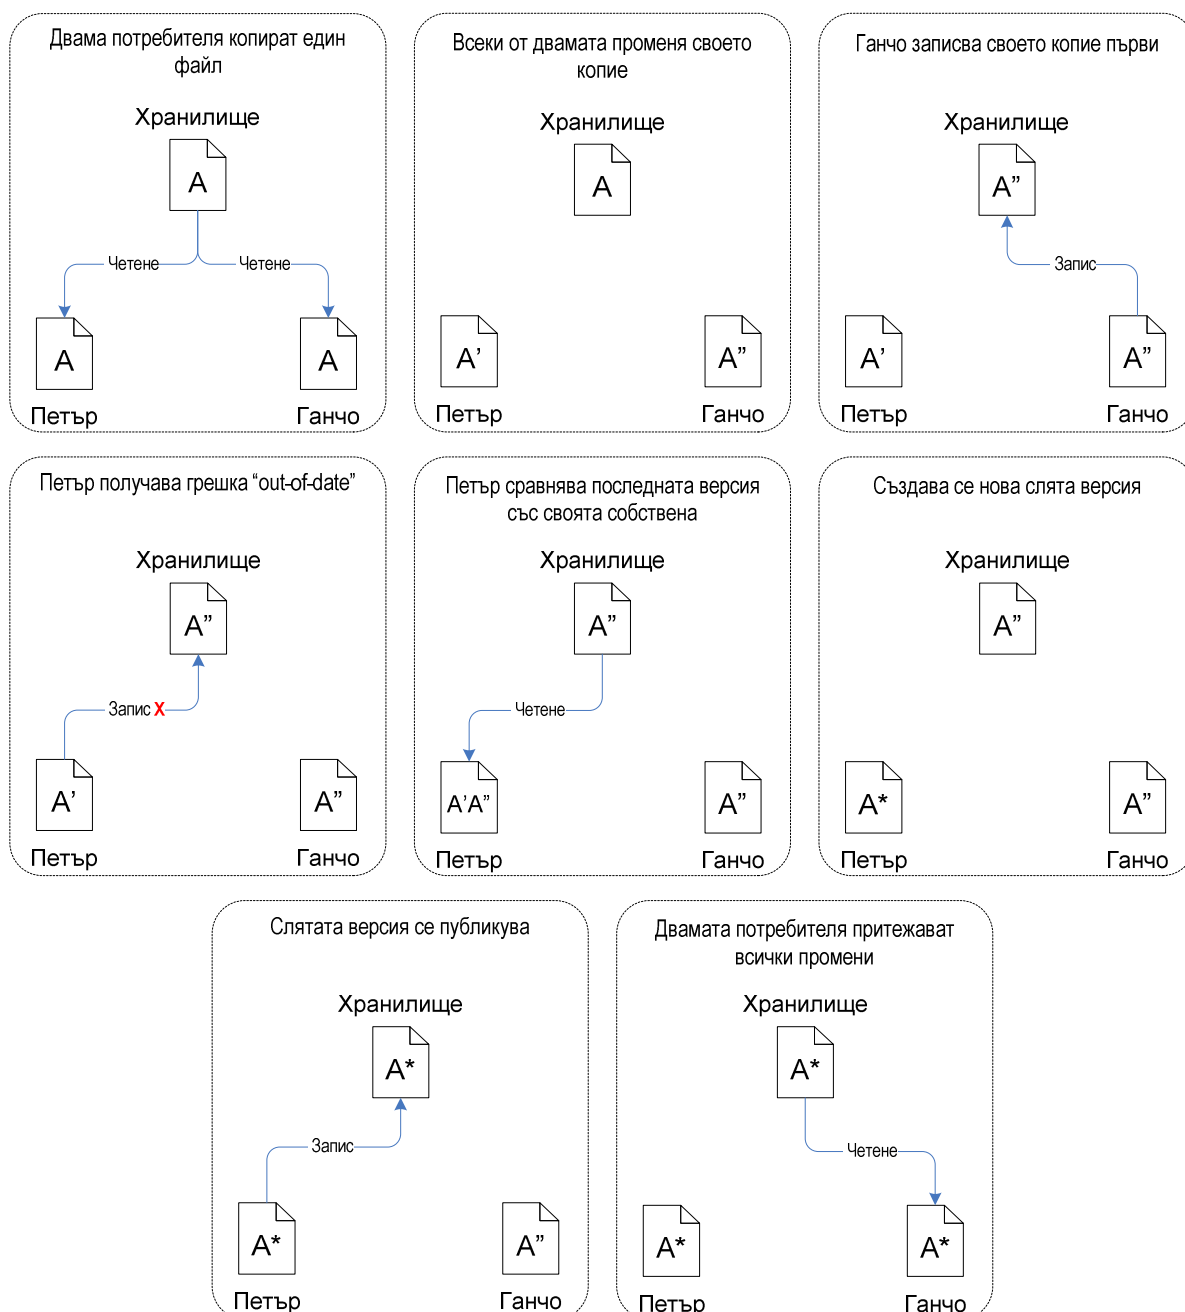 Двама потребителя копират един
файл
Хранилище
A
Четене
Четене
A
A
Петър
Ганчо
Всеки от двамата променя своето
копие
Хранилище
A
A’
A”
Петър
Ганчо
Ганчо записва своето копие първи
Хранилище
A”
Запис
A’
A”
Петър
Ганчо
Петър получава грешка “out-of-date”
Хранилище
A”
Запис X
A’
A”
Петър
Ганчо
Петър сравнява последната версия
със своята собствена
Хранилище
A”
Четене
A’A”
A”
Петър
Ганчо
Създава се нова слята версия
Хранилище
A”
A*
A”
Петър
Ганчо
Слятата версия се публикува
Хранилище
A*
Запис
A*
A”
Петър
Ганчо
Двамата потребителя притежават
всички промени
Хранилище
A*
Четене
A*
A*
Петър
Ганчо